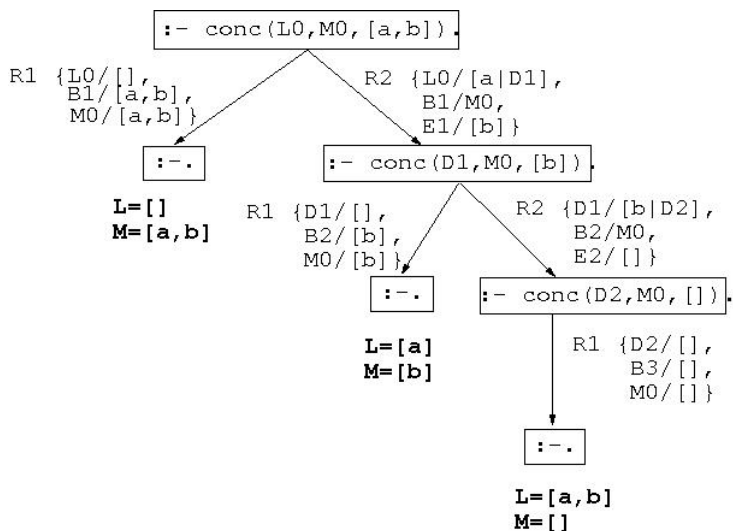 :- conc(L0,M0,[a,b]).
R1 {L0/[],
B1/[a,b],
M0/[a,b]}
R2 {L0/[a|D1],
B1/M0,
E1/[b]}
:-.
:- conc(D1,M0,[b]).
L=[]
M=[a,b]
R1 {D1/[],
B2/[b],
M0/[b]}
R2 {D1/[b|D2],
B2/M0,
E2/[]}
:-.
:- conc(D2,M0,[]).
L=[a]
M=[b]
R1 {D2/[],
B3/[],
M0/[]}
:-.
L=[a,b]
M=[]